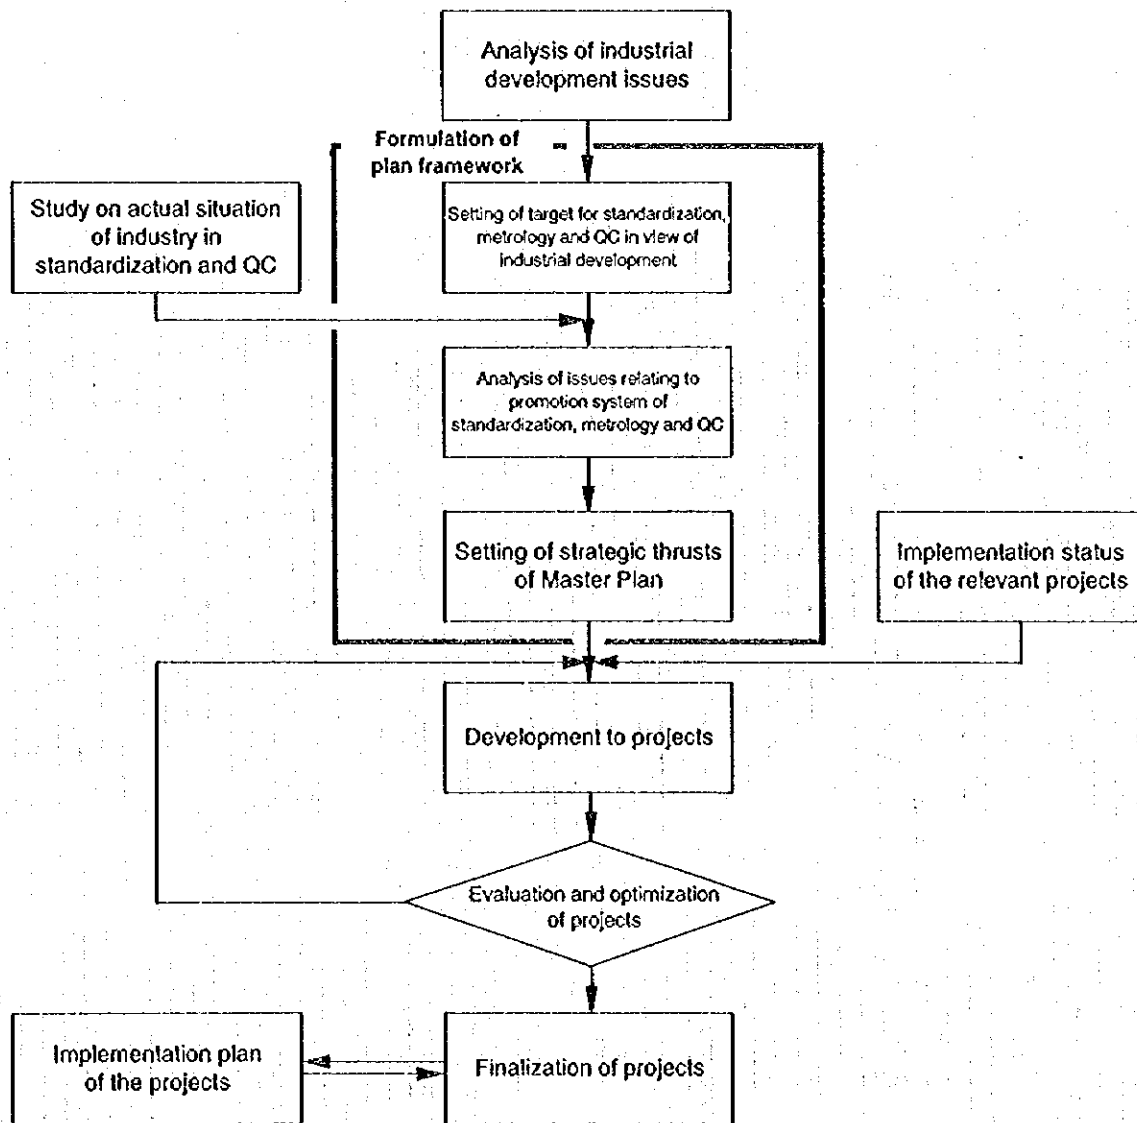 Analysis of industrial
development issues
Formulation of
plan framework
Study on actual situation
of industry in
standardization and QC
Setting of target for standardization,
metrology and QC in view of
industrial development
Analysis of issues relating to
promotion system of
standardization, metrology and QC
Setting of strategic thrusts
of Master Plan
Implementation status
of the relevant projects
Development to projects
Evaluation and optimization
of projects
Implementation plan
of the projects
Finalization of projects